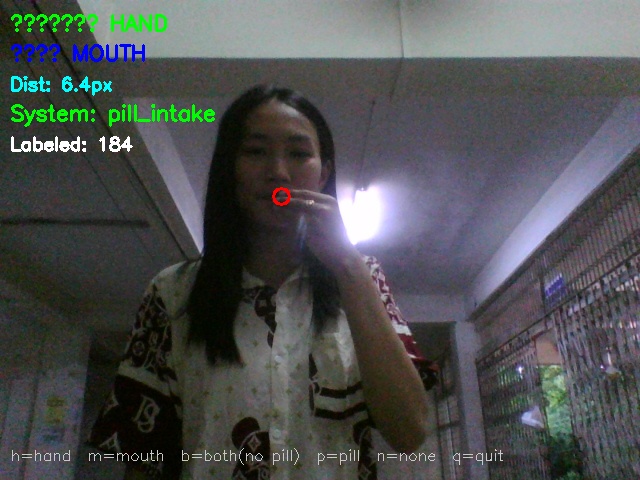 ??????? HAND
???? MOUTH
Dist: 6.4px
System: pill_intake
Labeled: 184
h=hand m=mouth b=both(no pill) p=pill n=none q=quit